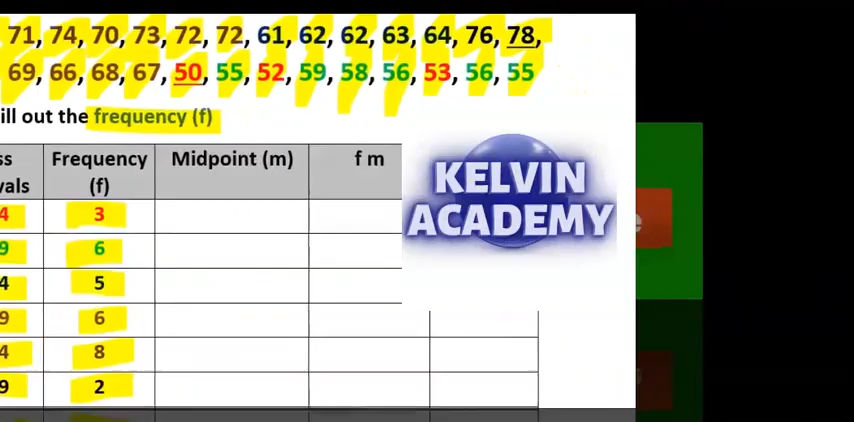 71, 74, 70, 73, 72, 72, 61, 62, 62, 63, 64, 76, 78,
69, 66, 68, 67, 50, 55, 52, 59, 58, 56, 53, 56, 55
ill out the frequency (f)
ss vals Frequency (f) Midpoint (m) f m
4 3
9 6
4 5
9 6
4 8
9 2
KELVIN
ACADEMY
e